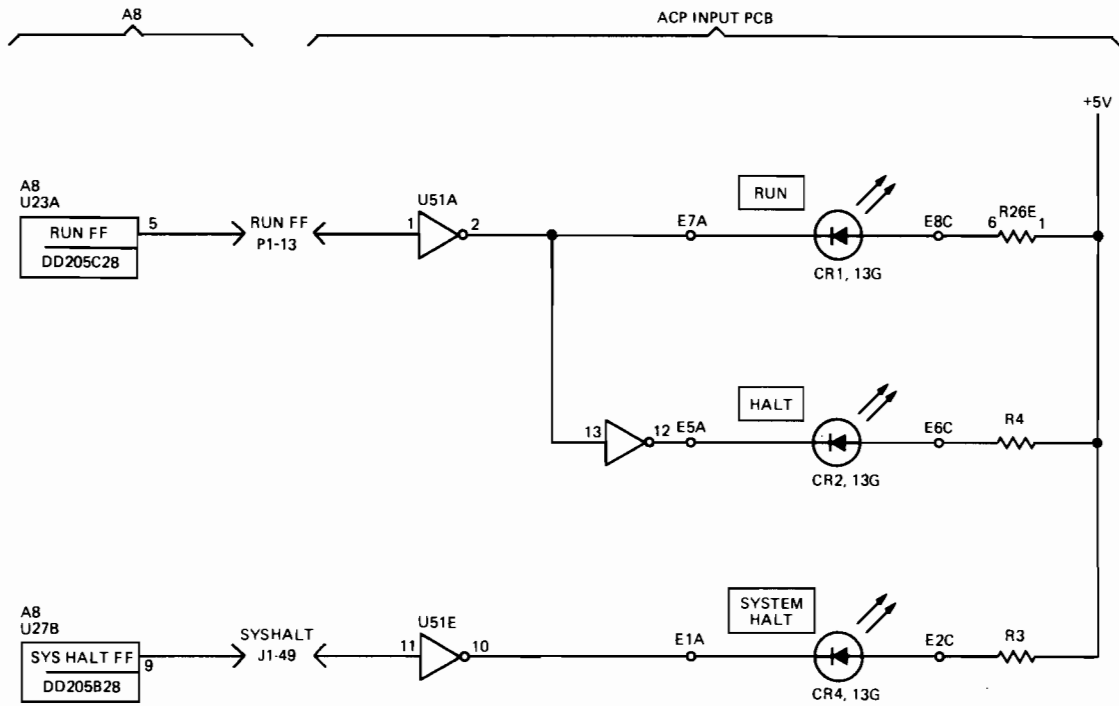 A8
ACP INPUT PCB
+5V
A8
U23A
RUN FF
DD205C28
5
RUN FF
P1-13
U51A
1
2
E7A
RUN
CR1, 13G
E8C
R26E
6
1
13
12
E5A
HALT
CR2, 13G
E6C
R4
A8
U27B
SYS HALT FF
DD205B28
9
SYSHALT
J1-49
U51E
11
10
E1A
SYSTEM
HALT
CR4, 13G
E2C
R3